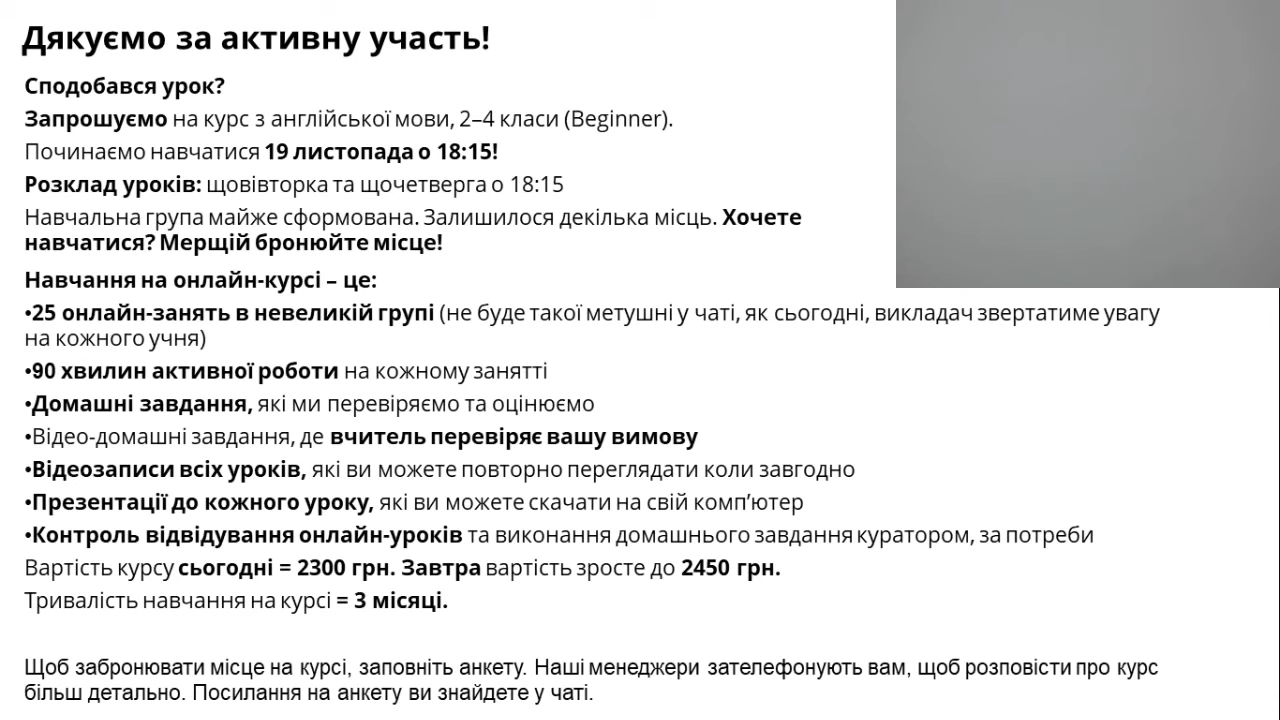 Дякуємо за активну участь!
Сподобався урок?
Запрошуємо на курс з англійської мови, 2–4 класи (Beginner).
Починаємо навчатися 19 листопада о 18:15!
Розклад уроків: щовівторка та щочетверга о 18:15
Навчальна група майже сформована. Залишилося декілька місць. Хочете
навчатися? Мерщій бронюйте місце!
Навчання на онлайн-курсі – це:
•25 онлайн-занять в невеликій групі (не буде такої метушні у чаті, як сьогодні, викладач звертатиме увагу
на кожного учня)
•90 хвилин активної роботи на кожному занятті
•Домашні завдання, які ми перевіряємо та оцінюємо
•Відео-домашні завдання, де вчитель перевіряє вашу вимову
•Відеозаписи всіх уроків, які ви можете повторно переглядати коли завгодно
•Презентації до кожного уроку, які ви можете скачати на свій комп’ютер
•Контроль відвідування онлайн-уроків та виконання домашнього завдання куратором, за потреби
Вартість курсу сьогодні = 2300 грн. Завтра вартість зросте до 2450 грн.
Тривалість навчання на курсі = 3 місяці.
Щоб забронювати місце на курсі, заповніть анкету. Наші менеджери зателефонують вам, щоб розповісти про курс
більш детально. Посилання на анкету ви знайдете у чаті.